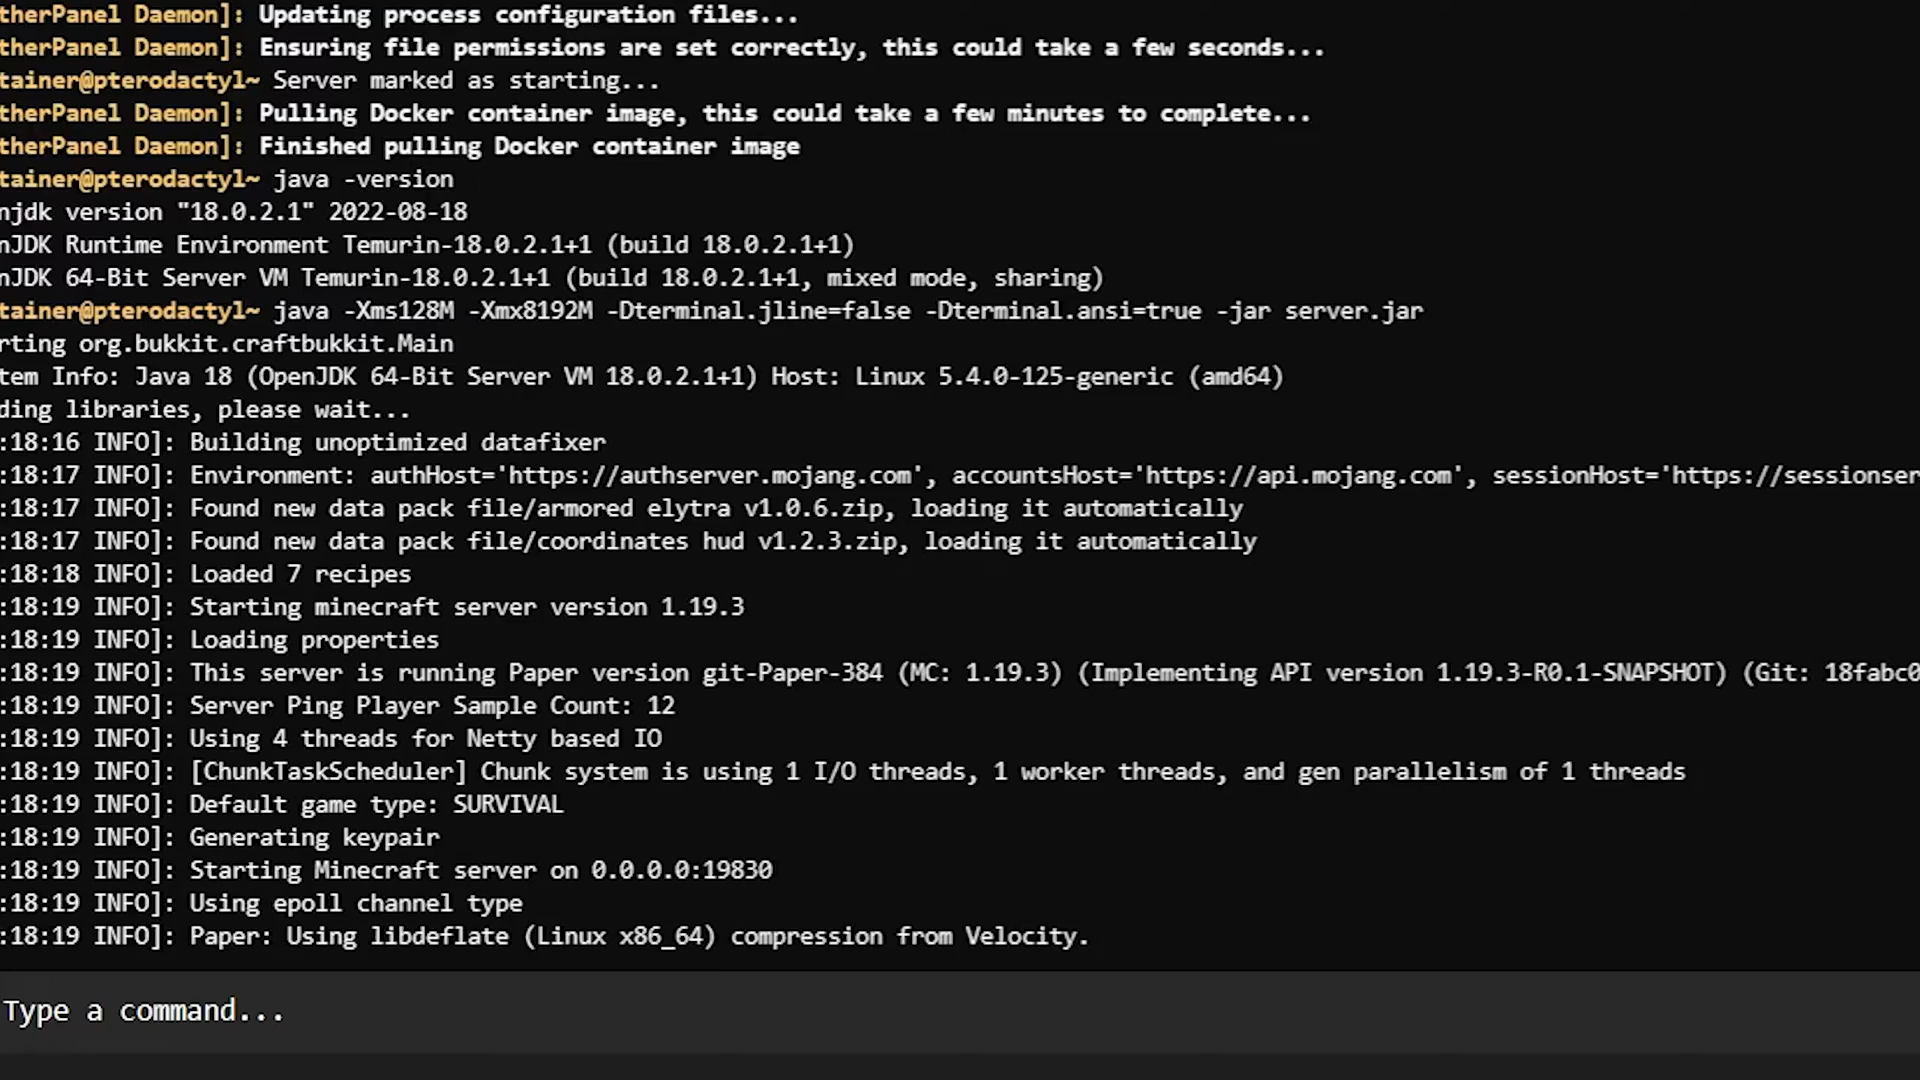 therPanel Daemon]: Updating process configuration files...
therPanel Daemon]: Ensuring file permissions are set correctly, this could take a few seconds...
tainer@pterodactyl~ Server marked as starting...
therPanel Daemon]: Pulling Docker container image, this could take a few minutes to complete...
therPanel Daemon]: Finished pulling Docker container image
tainer@pterodactyl~ java -version
njdk version "18.0.2.1" 2022-08-18
nJDK Runtime Environment Temurin-18.0.2.1+1 (build 18.0.2.1+1)
nJDK 64-Bit Server VM Temurin-18.0.2.1+1 (build 18.0.2.1+1, mixed mode, sharing)
tainer@pterodactyl~ java -Xms128M -Xmx8192M -Dterminal.jline=false -Dterminal.ansi=true -jar server.jar
rting org.bukkit.craftbukkit.Main
tem Info: Java 18 (OpenJDK 64-Bit Server VM 18.0.2.1+1) Host: Linux 5.4.0-125-generic (amd64)
ding libraries, please wait...
:18:16 INFO]: Building unoptimized datafixer
:18:17 INFO]: Environment: authHost='https://authserver.mojang.com', accountsHost='https://api.mojang.com', sessionHost='https://sessionser
:18:17 INFO]: Found new data pack file/armored elytra v1.0.6.zip, loading it automatically
:18:17 INFO]: Found new data pack file/coordinates hud v1.2.3.zip, loading it automatically
:18:18 INFO]: Loaded 7 recipes
:18:19 INFO]: Starting minecraft server version 1.19.3
:18:19 INFO]: Loading properties
:18:19 INFO]: This server is running Paper version git-Paper-384 (MC: 1.19.3) (Implementing API version 1.19.3-R0.1-SNAPSHOT) (Git: 18fabc0
:18:19 INFO]: Server Ping Player Sample Count: 12
:18:19 INFO]: Using 4 threads for Netty based IO
:18:19 INFO]: [ChunkTaskScheduler] Chunk system is using 1 I/O threads, 1 worker threads, and gen parallelism of 1 threads
:18:19 INFO]: Default game type: SURVIVAL
:18:19 INFO]: Generating keypair
:18:19 INFO]: Starting Minecraft server on 0.0.0.0:19830
:18:19 INFO]: Using epoll channel type
:18:19 INFO]: Paper: Using libdeflate (Linux x86_64) compression from Velocity.
Type a command...